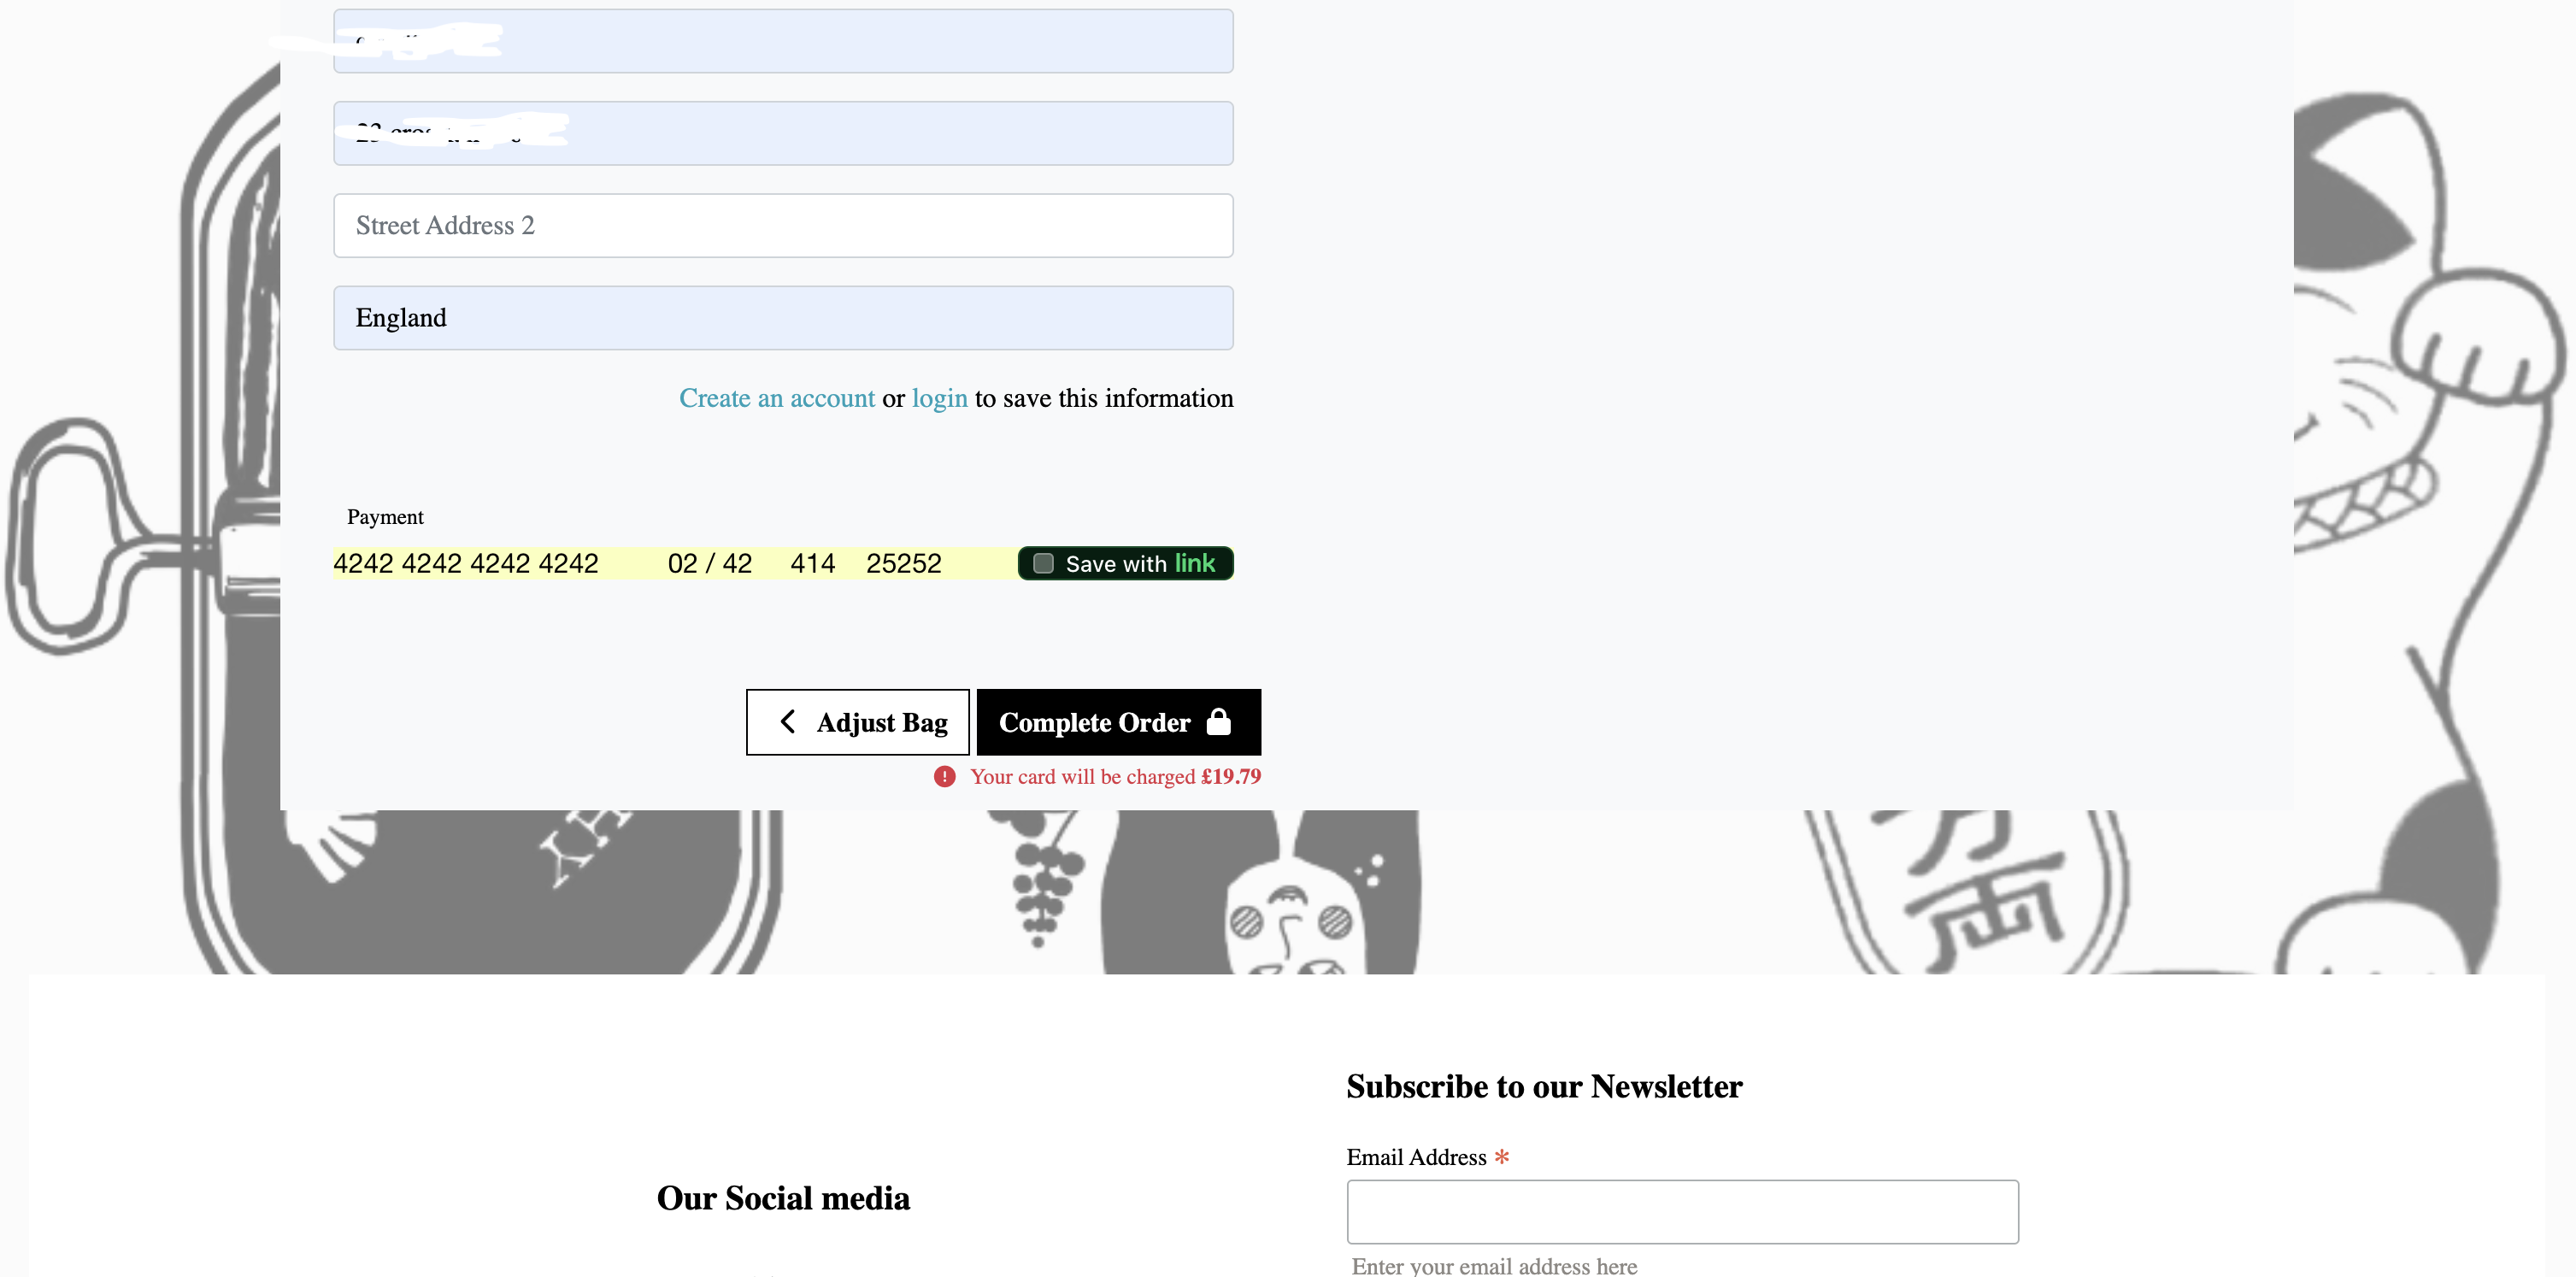 Street Address 2
England
Create an account or login to save this information
Payment
4242 4242 4242 4242 02 / 42 414 25252 Save with link
Adjust Bag Complete Order
Your card will be charged £19.79
万両
Subscribe to our Newsletter
Email Address *
Our Social media
Enter your email address here